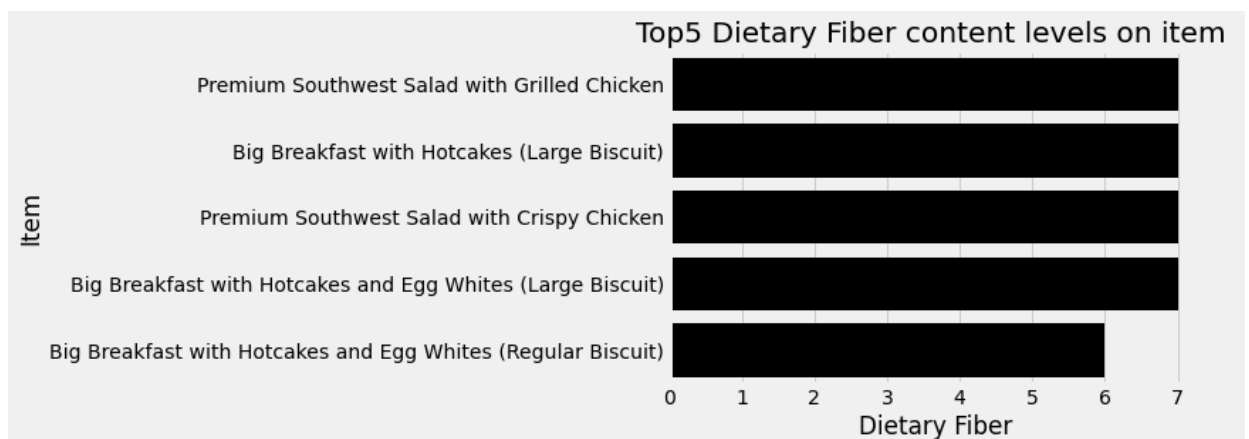 Top5 Dietary Fiber content levels on item
Premium Southwest Salad with Grilled Chicken
Big Breakfast with Hotcakes (Large Biscuit)
Premium Southwest Salad with Crispy Chicken
Big Breakfast with Hotcakes and Egg Whites (Large Biscuit)
Big Breakfast with Hotcakes and Egg Whites (Regular Biscuit)
Item
0 1 2 3 4 5 6 7
Dietary Fiber